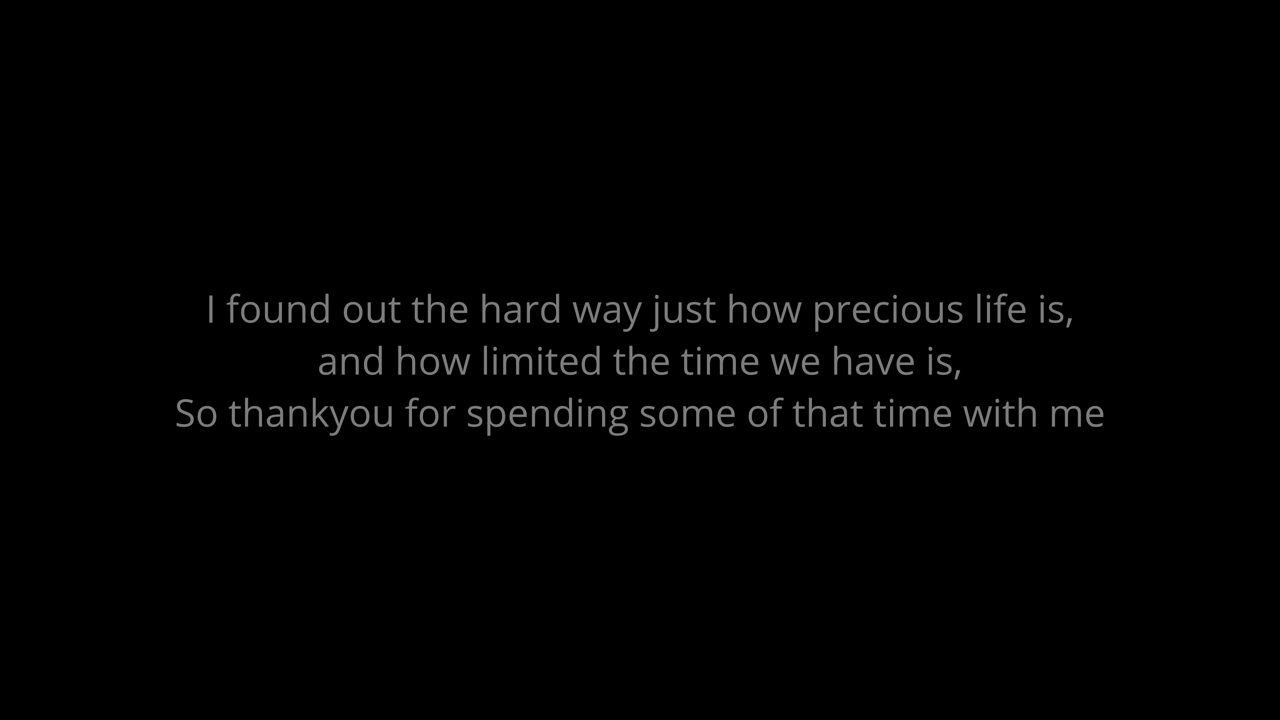 I found out the hard way just how precious life is,
and how limited the time we have is,
So thankyou for spending some of that time with me